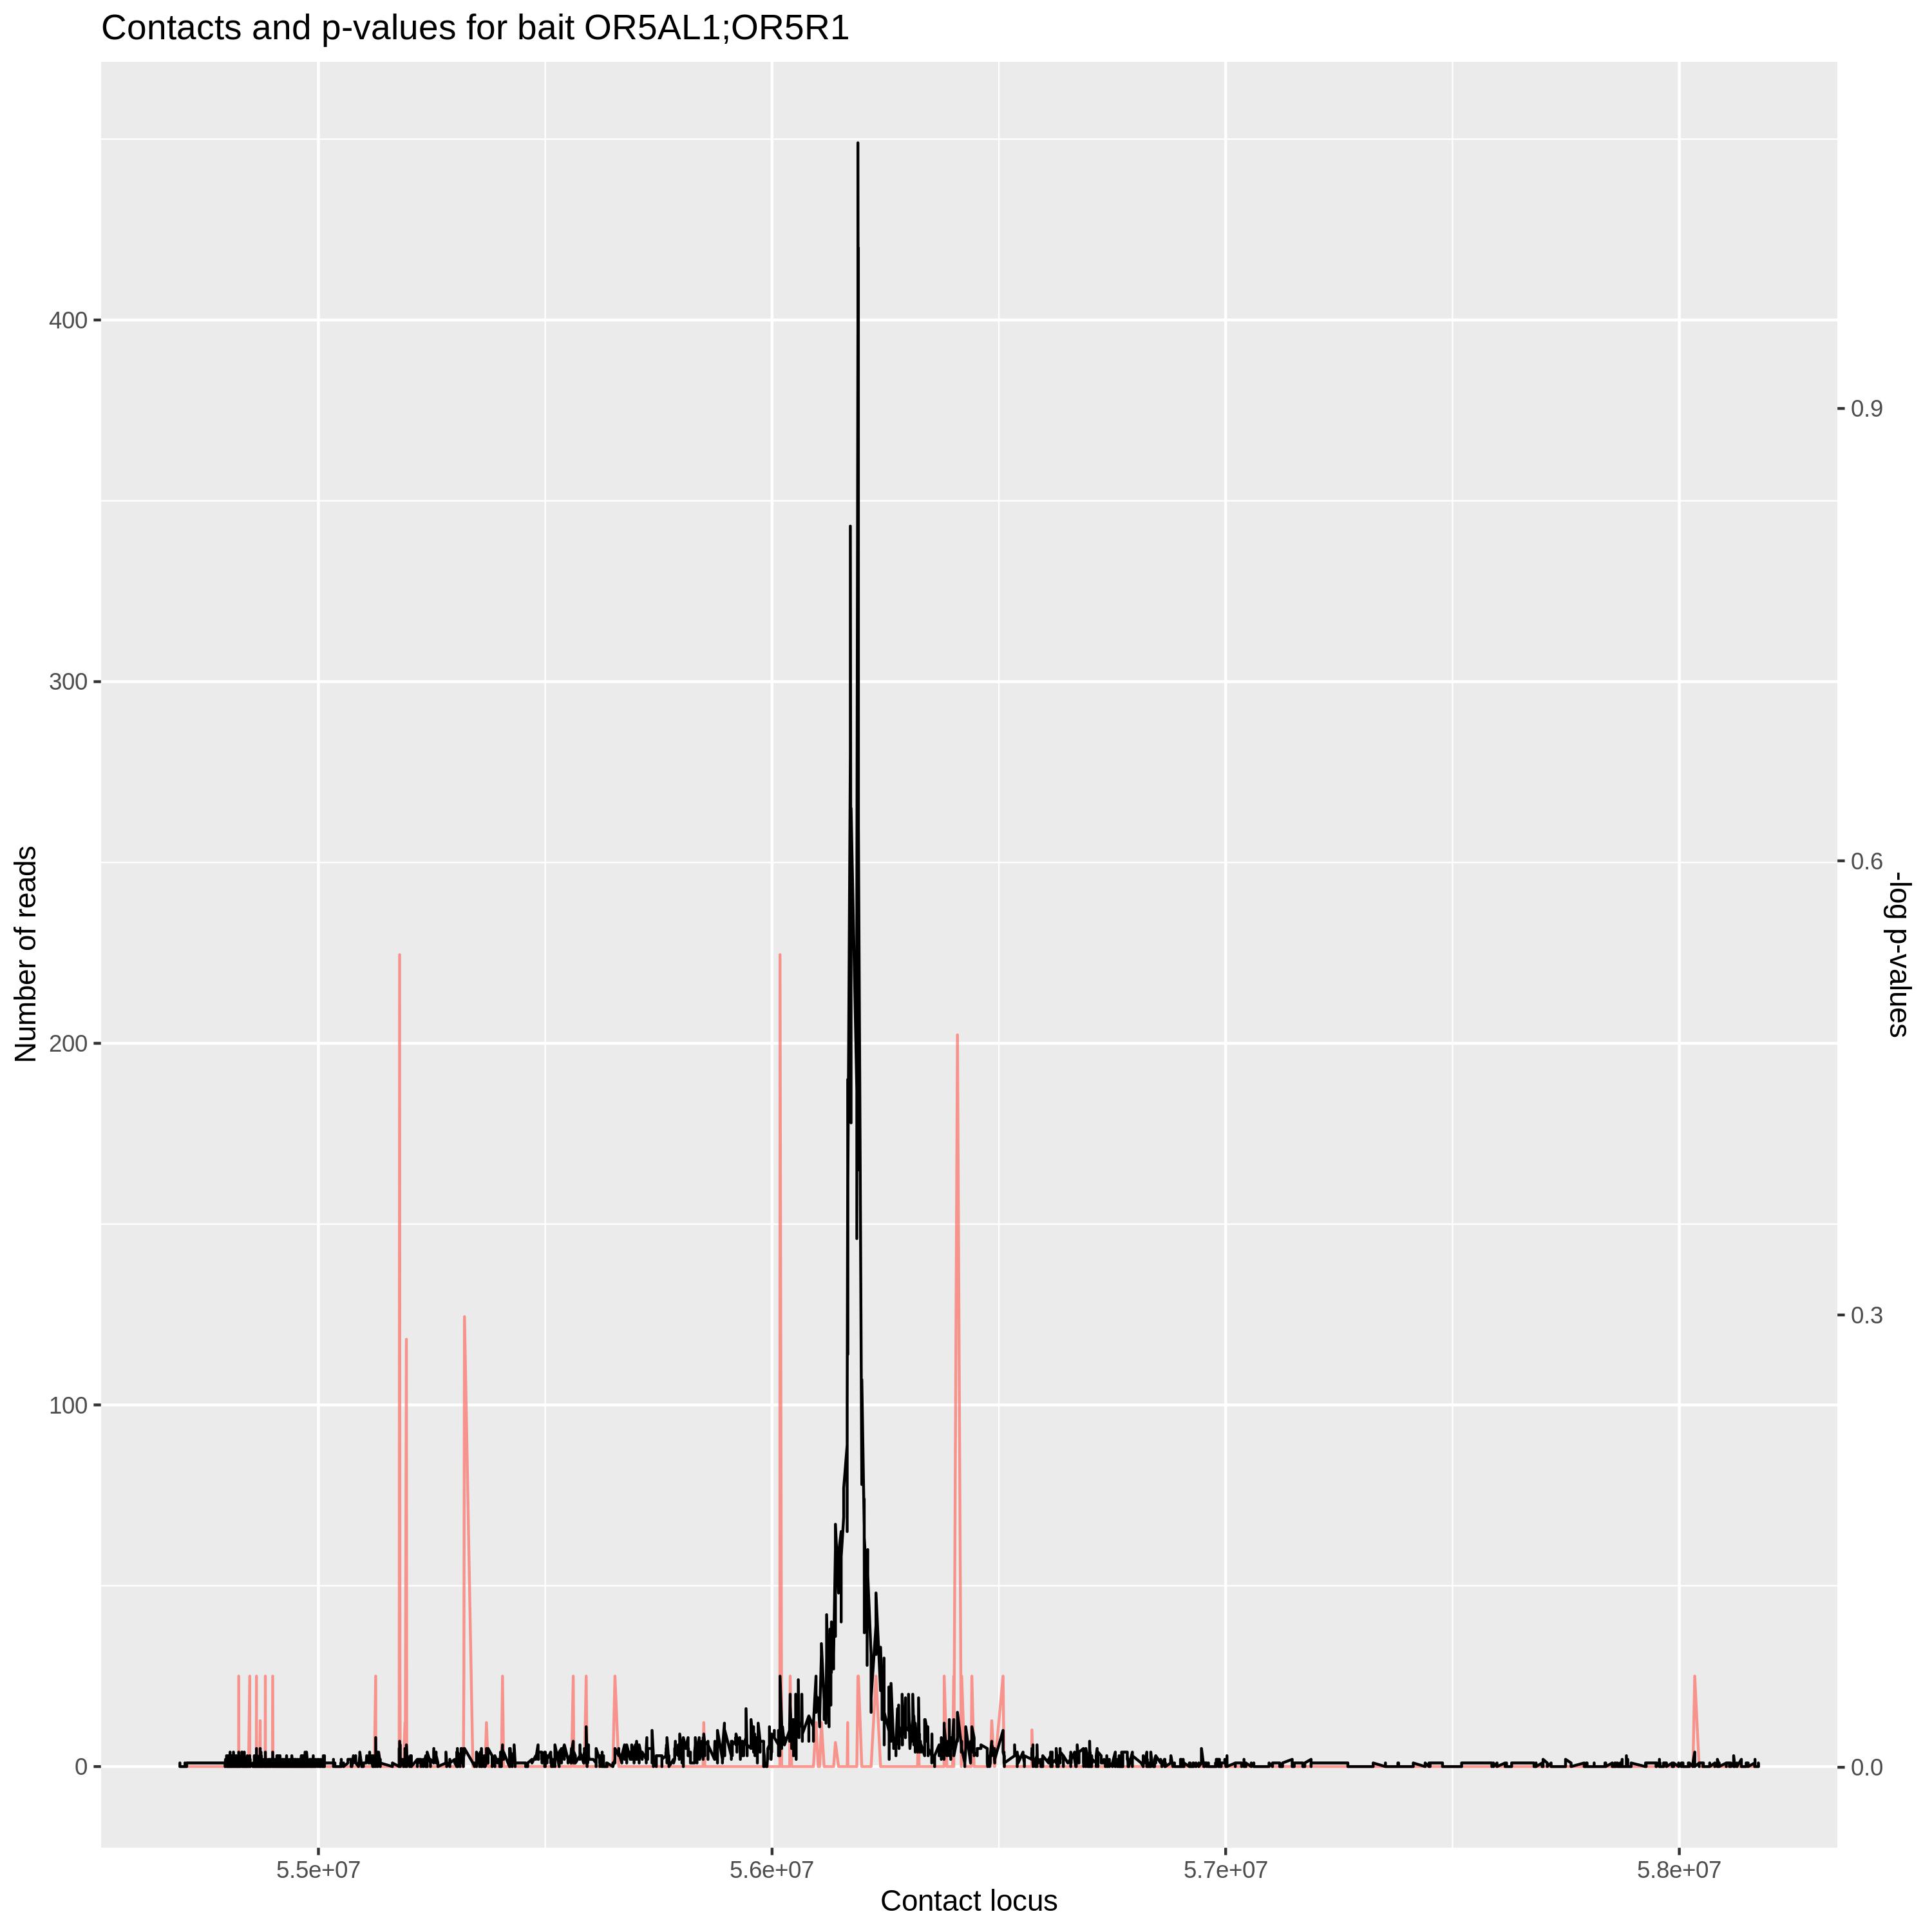 Contacts and p-values for bait OR5AL1;OR5R1
400
300
200
100
0
Number of reads
0.9
0.6
0.3
0.0
-log p-values
5.5e+07 5.6e+07 5.7e+07 5.8e+07
Contact locus